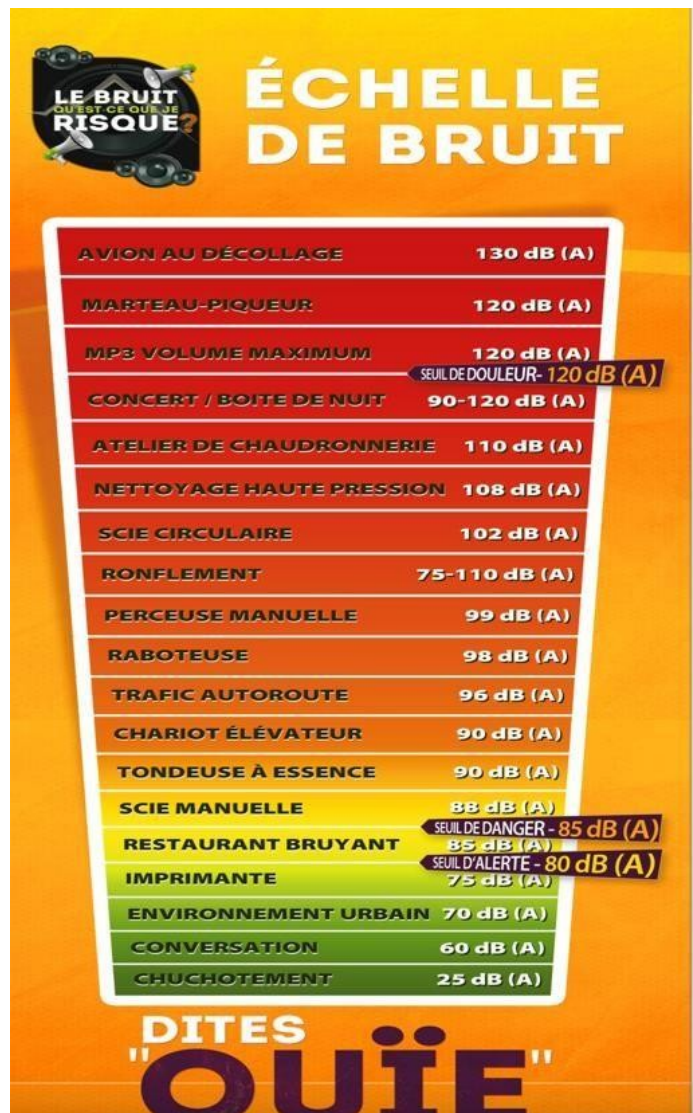 LE BRUIT
QU'EST-CE QUE JE
RISQUE?
ÉCHELLE
DE BRUIT
AVION AU DÉCOLLAGE 130 dB (A)
MARTEAU-PIQUEUR 120 dB (A)
MP3 VOLUME MAXIMUM 120 dB (A)
SEUIL DE DOULEUR- 120 dB (A)
CONCERT / BOITE DE NUIT 90-120 dB (A)
ATELIER DE CHAUDRONNERIE 110 dB (A)
NETTOYAGE HAUTE PRESSION 108 dB (A)
SCIE CIRCULAIRE 102 dB (A)
RONFLEMENT 75-110 dB (A)
PERCEUSE MANUELLE 99 dB (A)
RABOTEUSE 98 dB (A)
TRAFIC AUTOROUTE 96 dB (A)
CHARIOT ÉLÉVATEUR 90 dB (A)
TONDEUSE À ESSENCE 90 dB (A)
SCIE MANUELLE 88 dB (A)
SEUIL DE DANGER - 85 dB (A)
RESTAURANT BRUYANT 85 dB (A)
SEUIL D'ALERTE - 80 dB (A)
IMPRIMANTE 75 dB (A)
ENVIRONNEMENT URBAIN 70 dB (A)
CONVERSATION 60 dB (A)
CHUCHOTEMENT 25 dB (A)
DITES
"OUÏE"